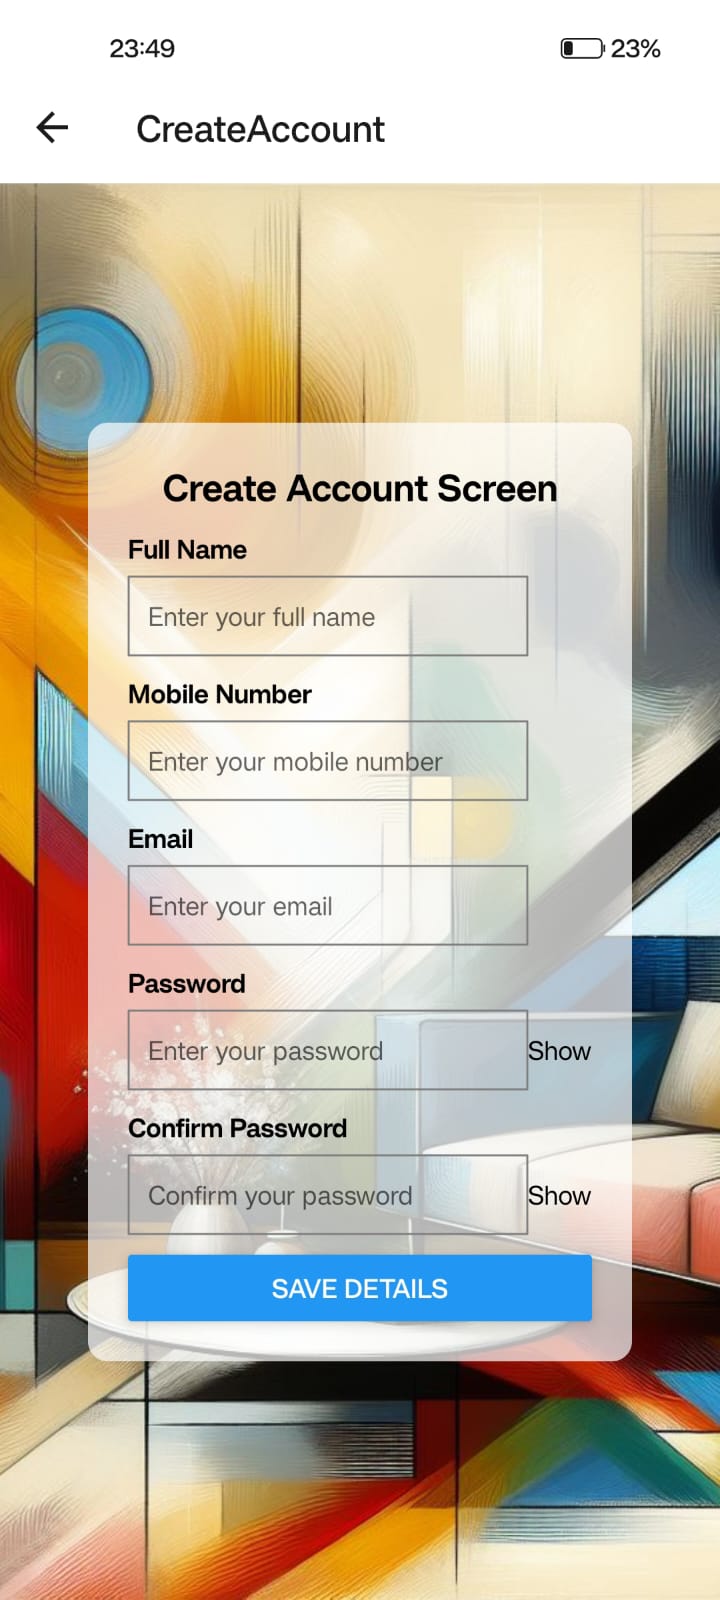 23:49 23%
CreateAccount
Create Account Screen
Full Name
Enter your full name
Mobile Number
Enter your mobile number
Email
Enter your email
Password
Enter your password Show
Confirm Password
Confirm your password Show
SAVE DETAILS